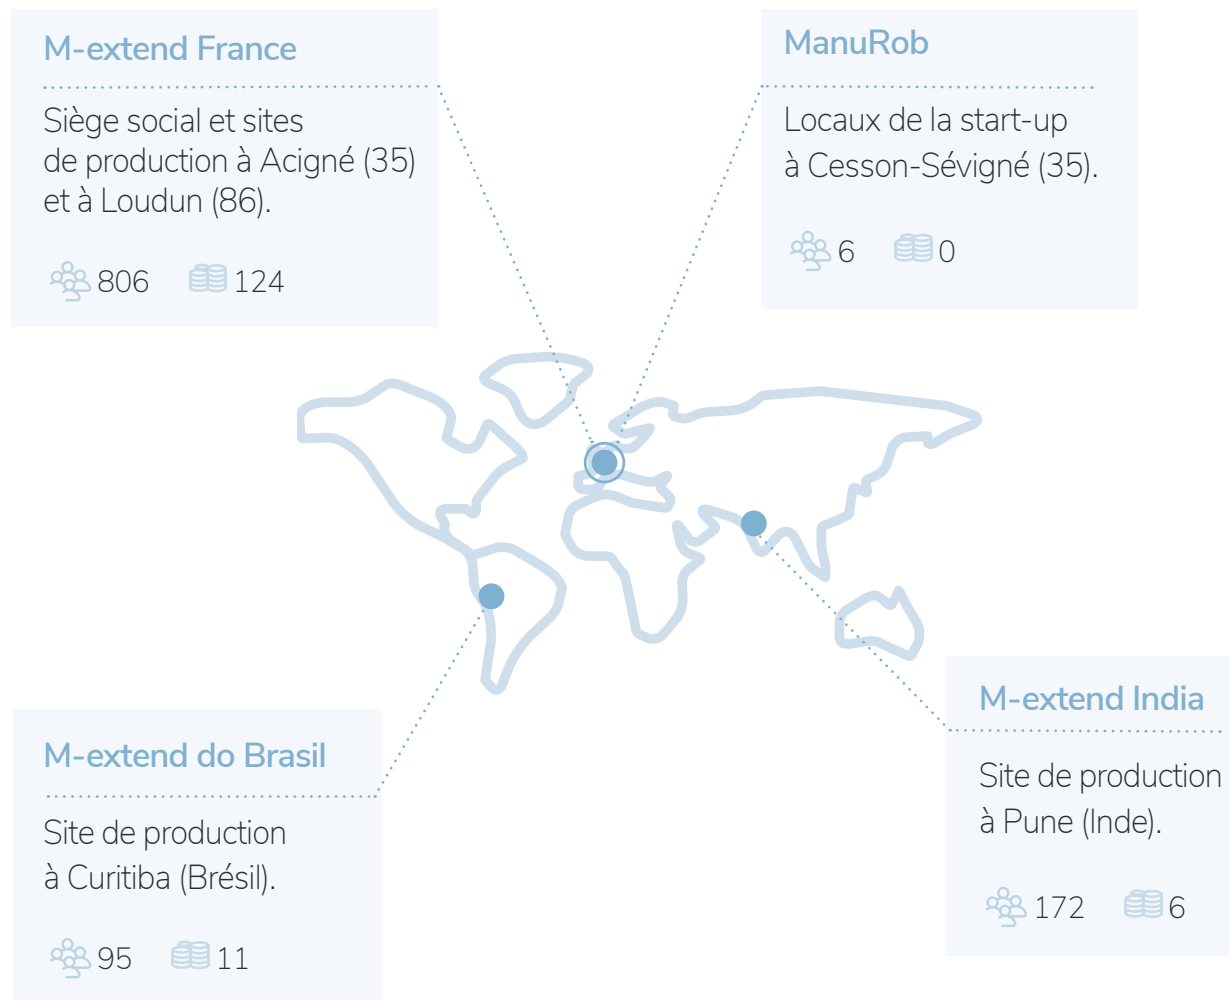 M-extend France
Siège social et sites
de production à Acigné (35)
et à Loudun (86).
806 124
ManuRob
Locaux de la start-up
à Cesson-Sévigné (35).
6 0
M-extend do Brasil
Site de production
à Curitiba (Brésil).
95 11
M-extend India
Site de production
à Pune (Inde).
172 6